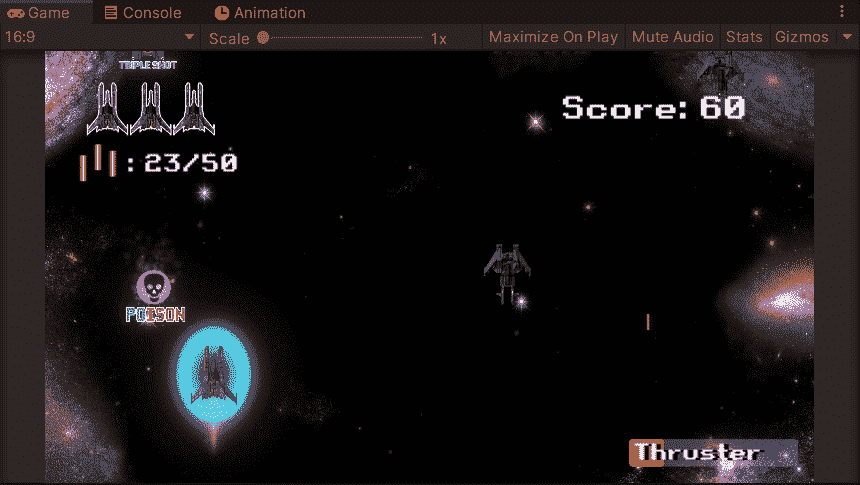 Game Console Animation
16:9 Scale 1x Maximize On Play Mute Audio Stats Gizmos
TRIPLE SHOT
Score: 60
: 23/50
POISON
Thruster